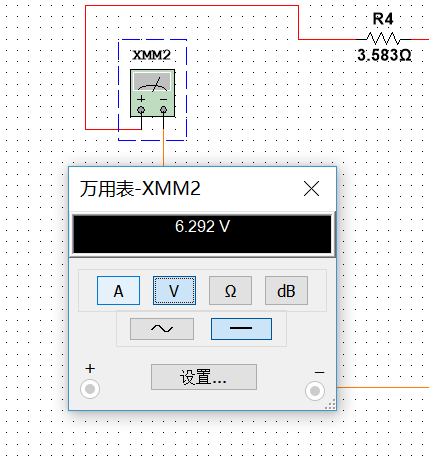 R4
XMM2
3.583Ω
+ −
万用表-XMM2
6.292 V
A V Ω dB
+ −
设置...